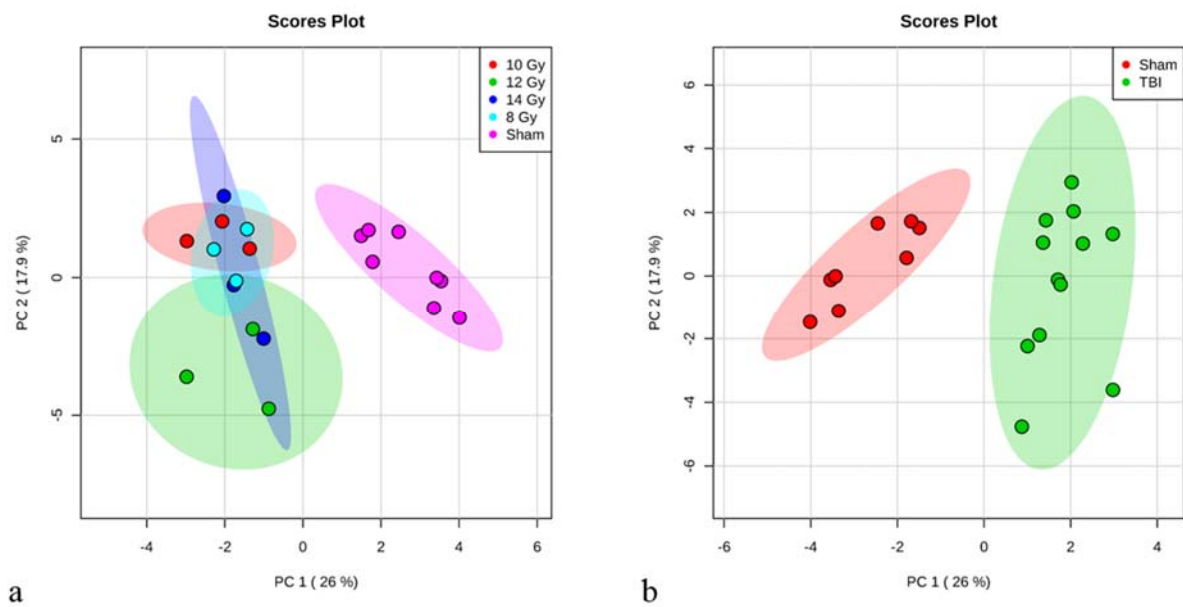 Scores Plot
10 Gy
12 Gy
14 Gy
8 Gy
Sham
5
0
-5
PC 2 ( 17.9 %)
-4 -2 0 2 4 6
PC 1 ( 26 %)
a
Scores Plot
Sham
TBI
6
4
2
0
-2
-4
-6
PC 2 ( 17.9 %)
-6 -4 -2 0 2 4
PC 1 ( 26 %)
b